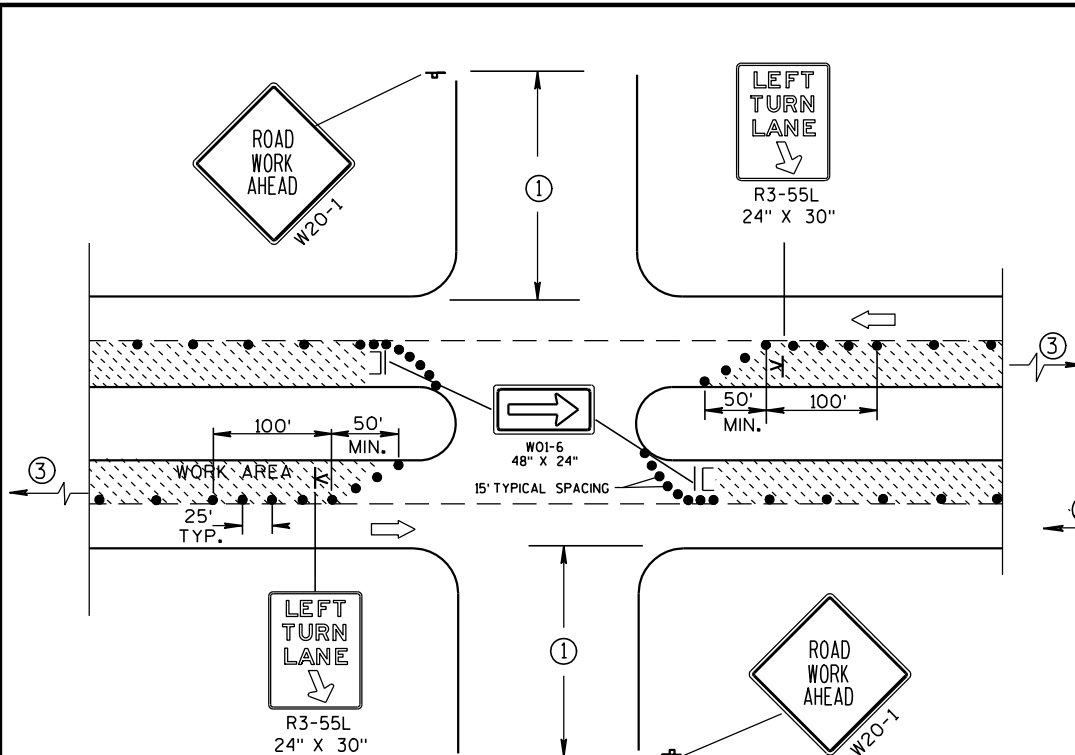 ROAD
WORK
AHEAD
W20-1
①
LEFT
TURN
LANE
R3-55L
24" X 30"
③
50'
MIN.
100'
WO1-6
48" X 24"
100'
50'
MIN.
③
WORK AREA
15' TYPICAL SPACING
25'
TYP.
①
LEFT
TURN
LANE
R3-55L
24" X 30"
ROAD
WORK
AHEAD
W20-1